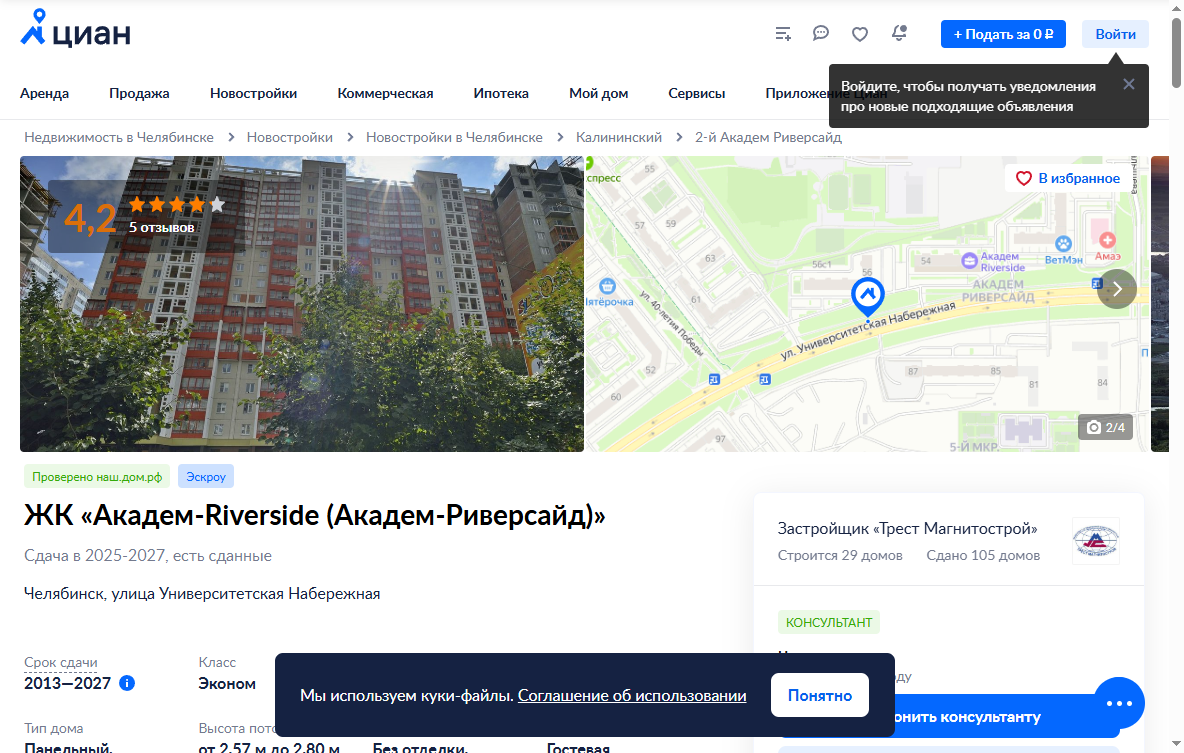 циан
+ Подать за 0 ₽
Войти
Войдите, чтобы получать уведомления
про новые подходящие объявления
Аренда
Продажа
Новостройки
Коммерческая
Ипотека
Мой дом
Сервисы
Приложение Циан
Недвижимость в Челябинске
Новостройки
Новостройки в Челябинске
Калининский
2-й Академ Риверсайд
4,2
5 отзывов
спресс
55
В избранное
57
59
63
56с1
56
54
Академ
Riverside
ВетМэн
Амаэ
АКАДЕМ
РИВЕРСАЙД
ятёрочка
61
ул. 40-летия Победы
ул. Университетская Набережная
52
60
97
87
85
81
84
5-Й МКР.
2/4
Проверено наш.дом.рф
Эскроу
ЖК «Академ-Riverside (Академ-Риверсайд)»
Сдача в 2025-2027, есть сданные
Челябинск, улица Университетская Набережная
Застройщик «Трест Магнитострой»
Строится 29 домов
Сдано 105 домов
КОНСУЛЬТАНТ
Срок сдачи
2013—2027
Класс
Эконом
Мы используем куки-файлы. Соглашение об использовании
Понятно
оду
онить консультанту
Тип дома
Панельный,
Высота пото
от 2,57 м до 2,80 м
Без отделки,
Гостевая